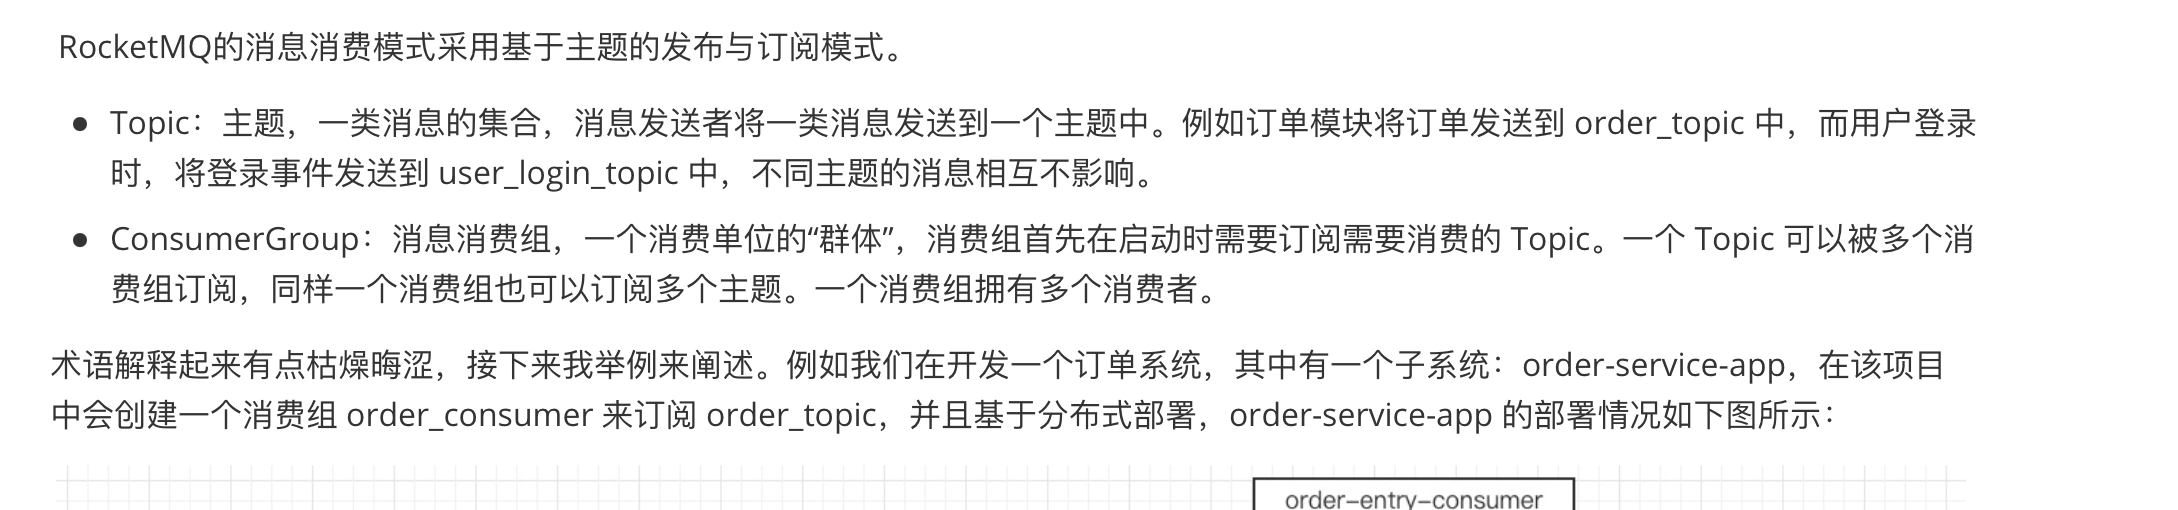 RocketMQ的消息消费模式采用基于主题的发布与订阅模式。
● Topic：主题，一类消息的集合，消息发送者将一类消息发送到一个主题中。例如订单模块将订单发送到 order_topic 中，而用户登录
时，将登录事件发送到 user_login_topic 中，不同主题的消息相互不影响。
● ConsumerGroup：消息消费组，一个消费单位的“群体”，消费组首先在启动时需要订阅需要消费的 Topic。一个 Topic 可以被多个消
费组订阅，同样一个消费组也可以订阅多个主题。一个消费组拥有多个消费者。
术语解释起来有点枯燥晦涩，接下来我举例来阐述。例如我们在开发一个订单系统，其中有一个子系统：order-service-app，在该项目
中会创建一个消费组 order_consumer 来订阅 order_topic，并且基于分布式部署，order-service-app 的部署情况如下图所示：
order-entry-consumer